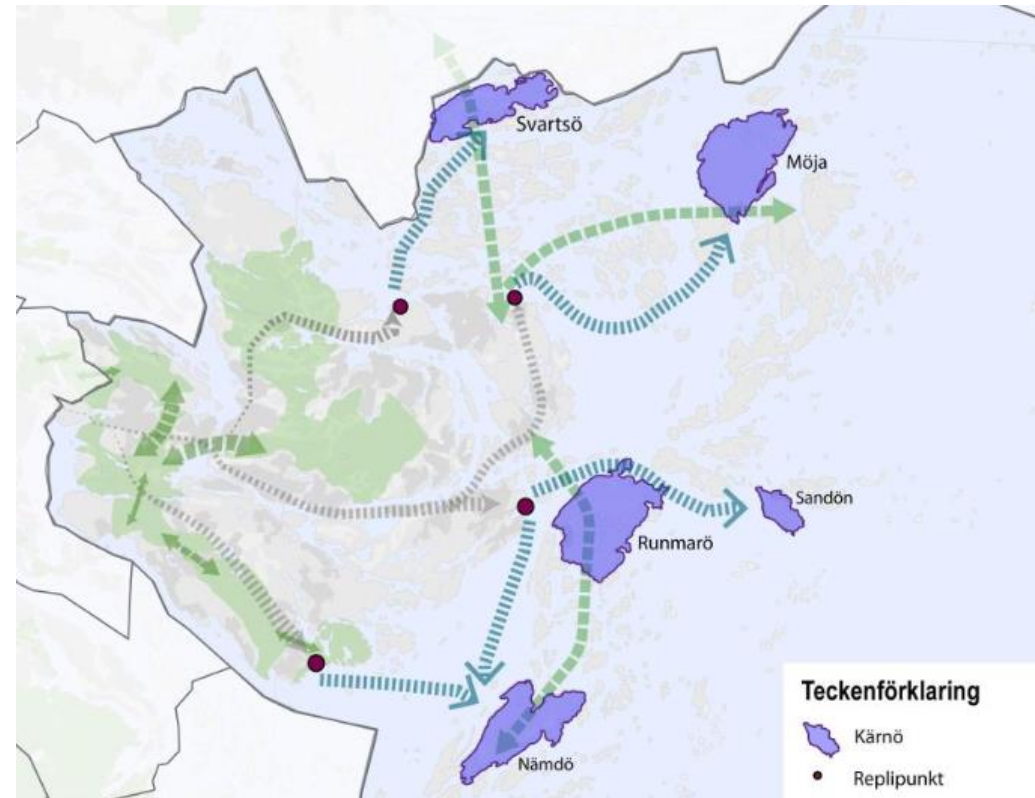 Svartsö
Möja
Sandön
Runmarö
Nämdö
Teckenförklaring
Kärnö
Replipunkt